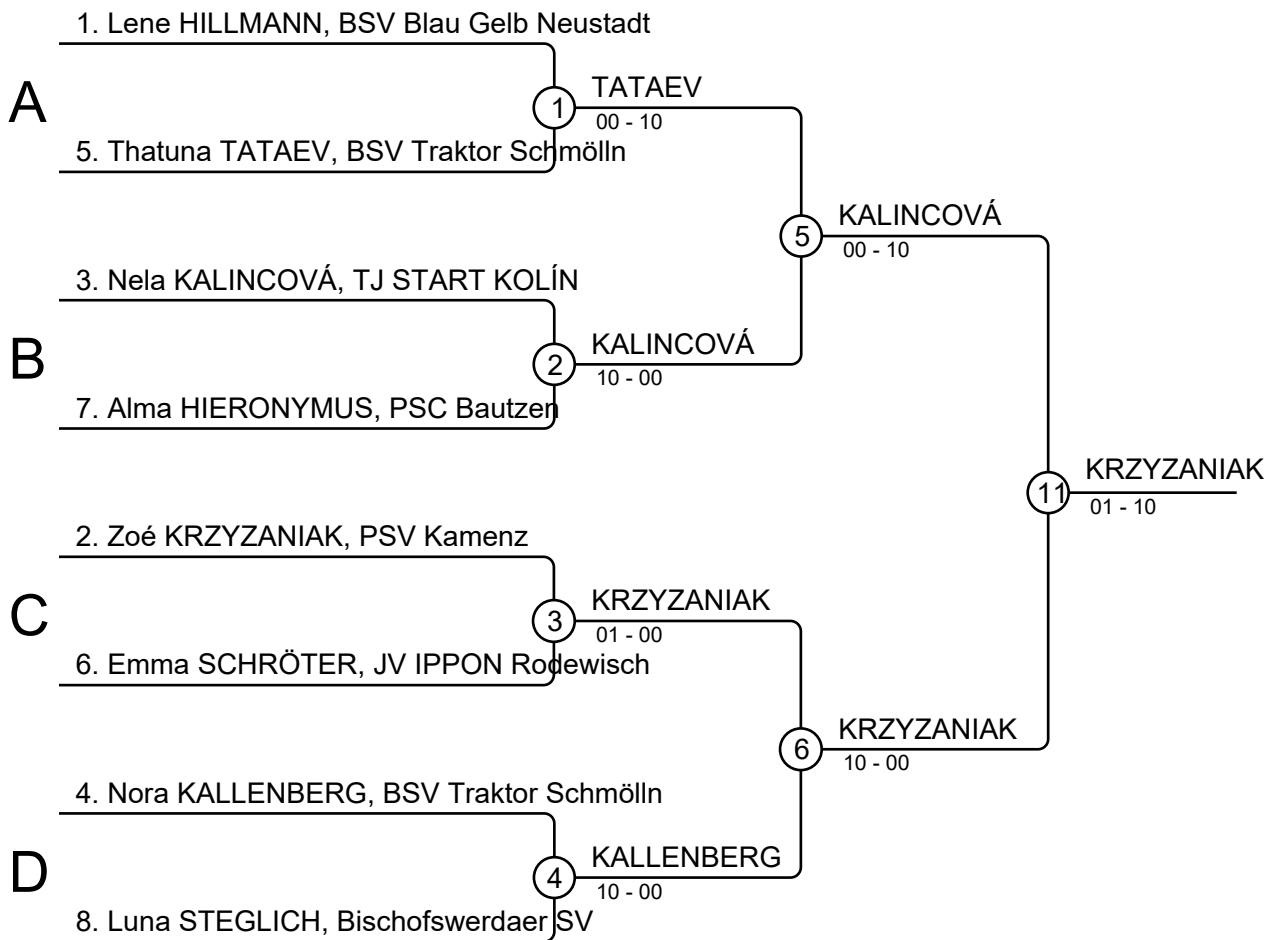 1. Lene HILLMANN, BSV Blau Gelb Neustadt
A
1
TATAEV
00 - 10
5. Thatuna TATAEV, BSV Traktor Schmölln
5
KALINCOVÁ
00 - 10
3. Nela KALINCOVÁ, TJ START KOLÍN
B
2
KALINCOVÁ
10 - 00
7. Alma HIERONYMUS, PSC Bautzen
11
KRZYZANIAK
01 - 10
2. Zoé KRZYZANIAK, PSV Kamenz
C
3
KRZYZANIAK
01 - 00
6. Emma SCHRÖTER, JV IPPON Rodewisch
6
KRZYZANIAK
10 - 00
4. Nora KALLENBERG, BSV Traktor Schmölln
D
4
KALLENBERG
10 - 00
8. Luna STEGLICH, Bischofswerdaer SV